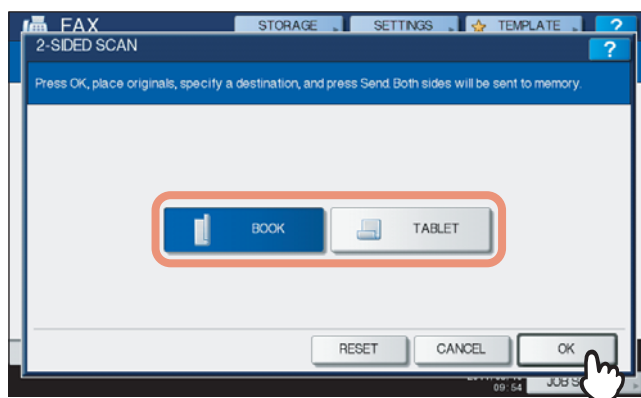 FAX STORAGE SETTINGS TEMPLATE ?
2-SIDED SCAN ?
Press OK, place originals, specify a destination, and press Send. Both sides will be sent to memory.
BOOK TABLET
RESET CANCEL OK
09:54 JOB S